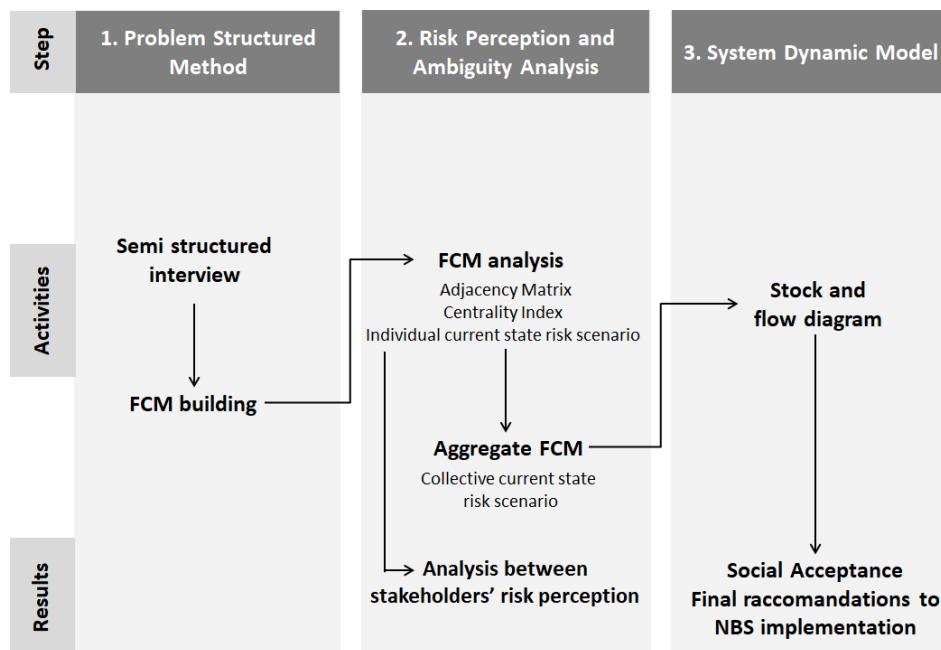 Step
1. Problem Structured
Method
2. Risk Perception and
Ambiguity Analysis
3. System Dynamic Model
Activities
Semi structured
interview
FCM building
FCM analysis
Adjacency Matrix
Centrality Index
Individual current state risk scenario
Aggregate FCM
Collective current state
risk scenario
Stock and
flow diagram
Results
Analysis between
stakeholders' risk perception
Social Acceptance
Final raccomandations to
NBS implementation